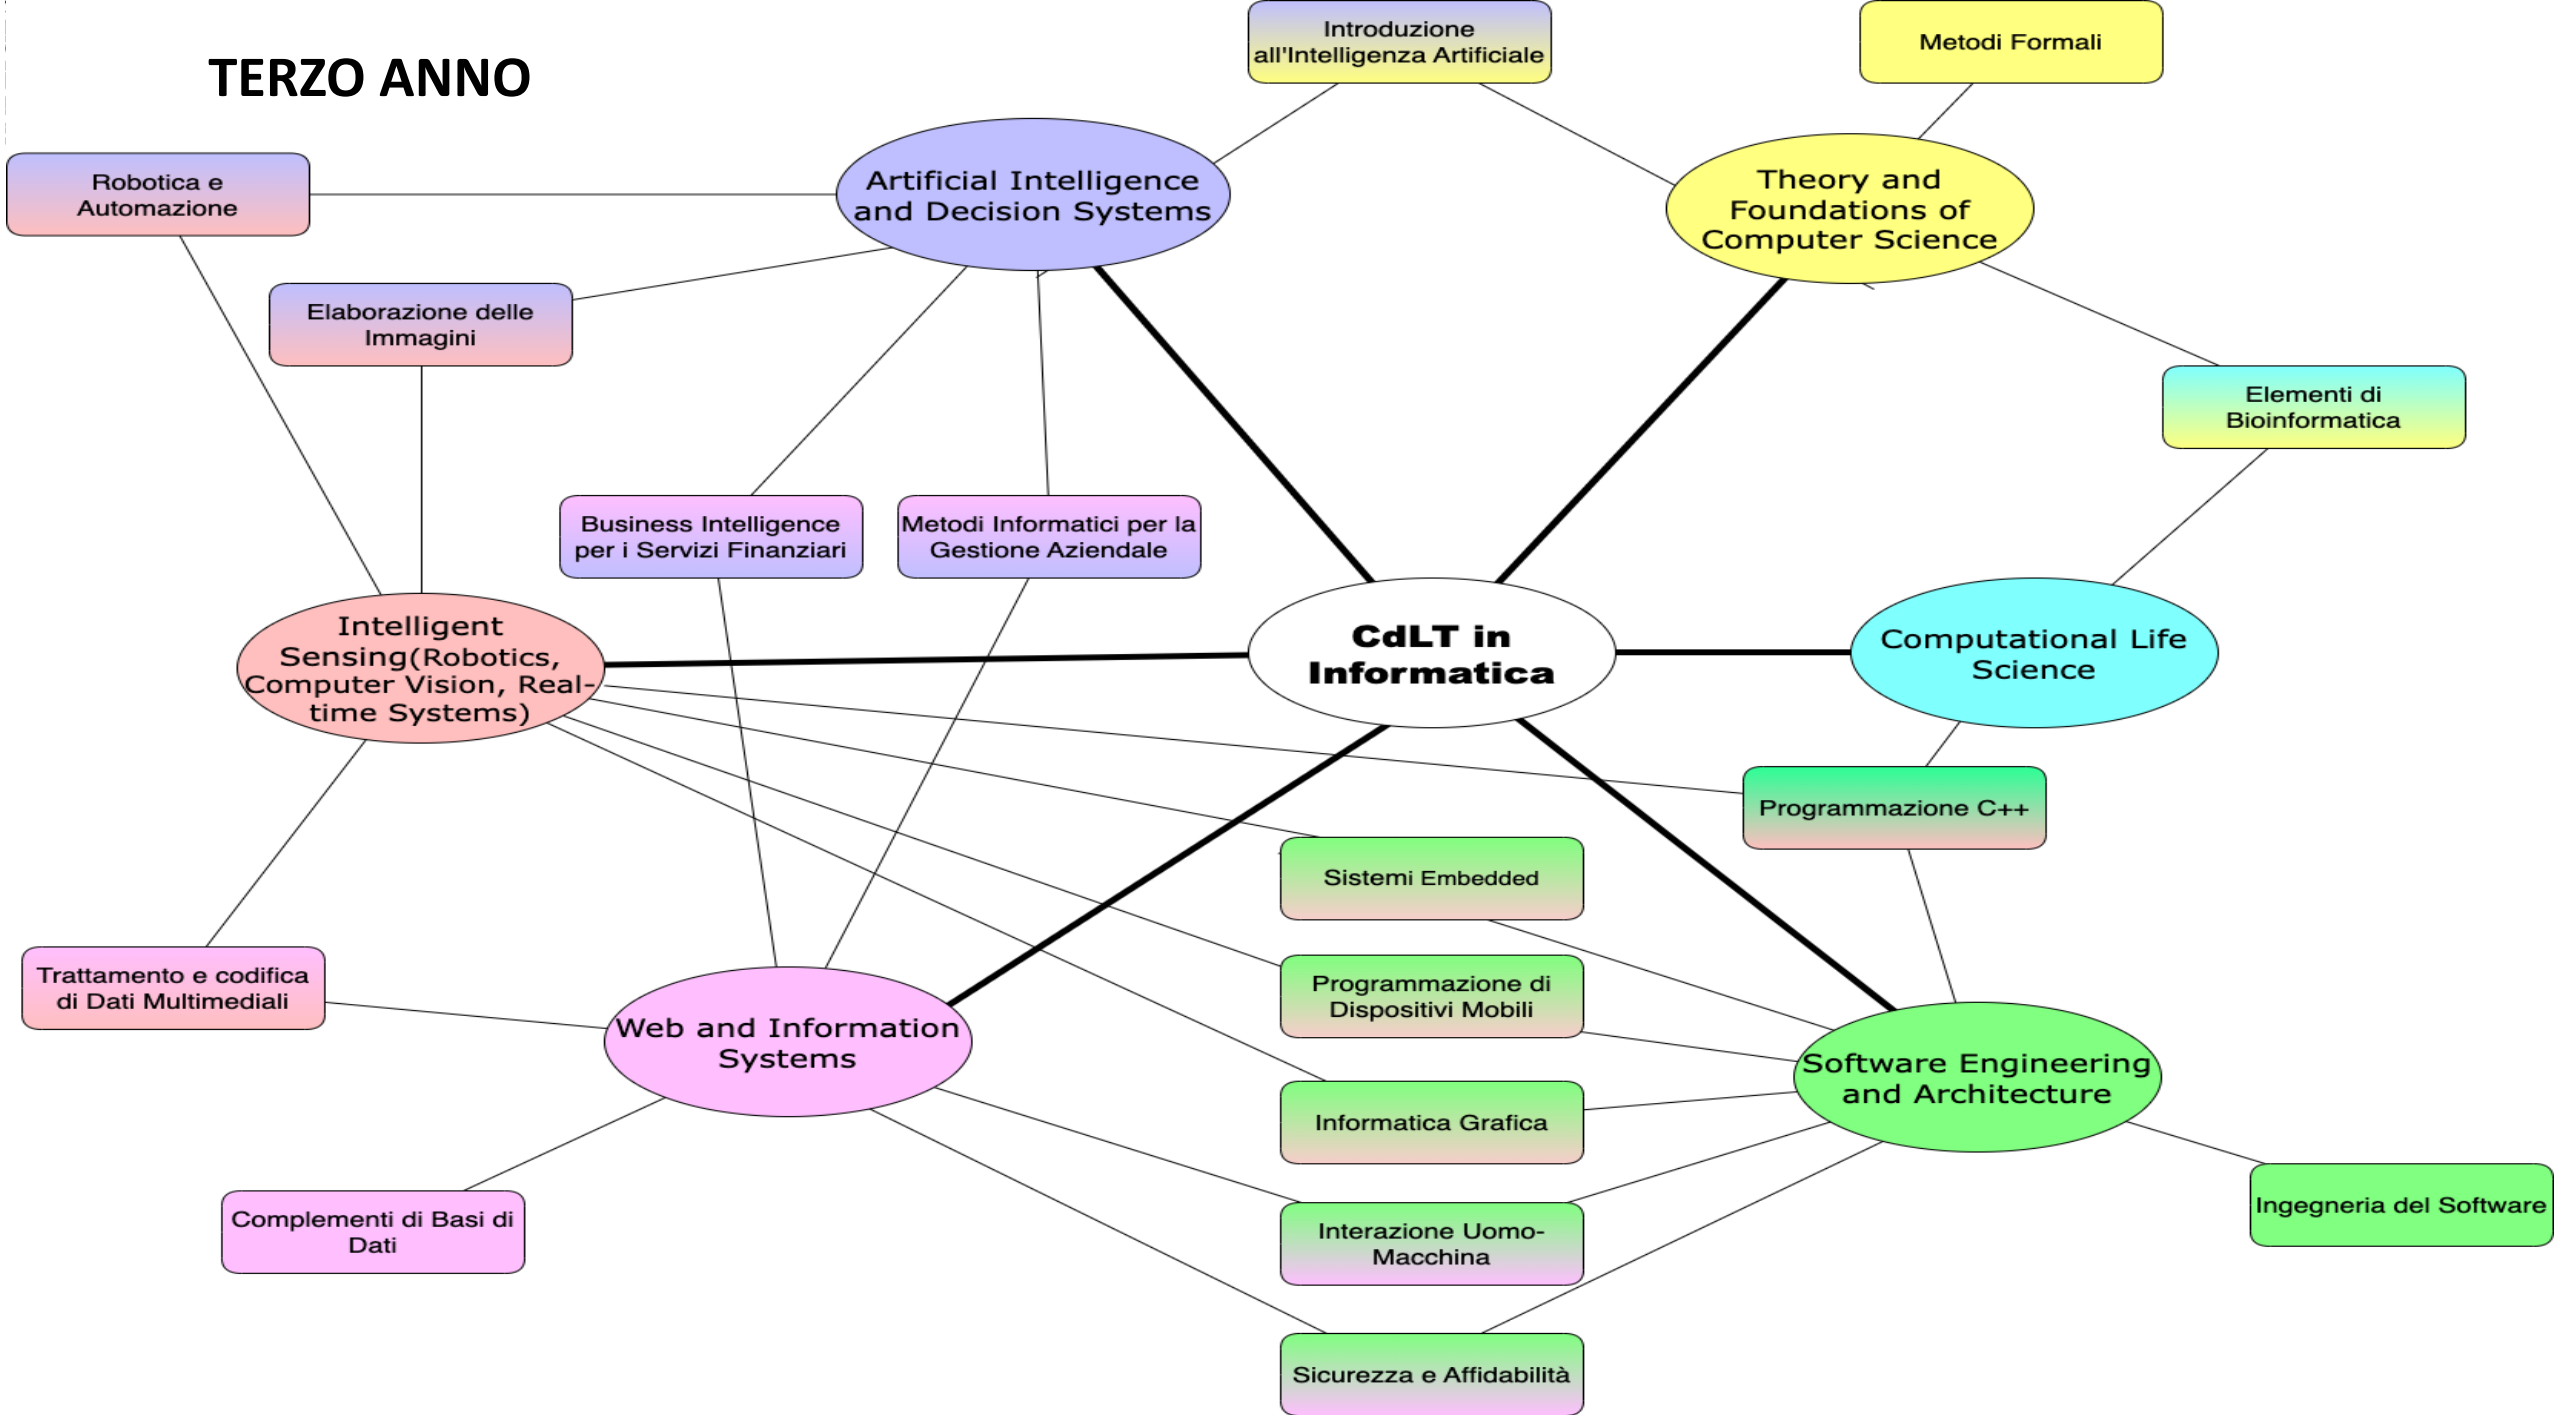 TERZO ANNO
Introduzione
all'Intelligenza Artificiale
Metodi Formali
Robotica e
Automazione
Artificial Intelligence
and Decision Systems
Theory and
Foundations of
Computer Science
Elaborazione delle
Immagini
Elementi di
Bioinformatica
Business Intelligence
per i Servizi Finanziari
Metodi Informatici per la
Gestione Aziendale
Intelligent
Sensing(Robotics,
Computer Vision, Real-
time Systems)
CdLT in
Informatica
Computational Life
Science
Programmazione C++
Sistemi Embedded
Trattamento e codifica
di Dati Multimediali
Programmazione di
Dispositivi Mobili
Web and Information
Systems
Software Engineering
and Architecture
Informatica Grafica
Complementi di Basi di
Dati
Interazione Uomo-
Macchina
Ingegneria del Software
Sicurezza e Affidabilità